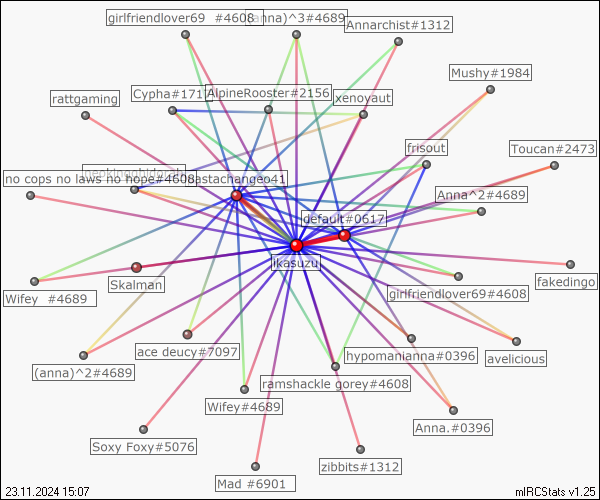 girlfriendlover69 #4608
(anna)^3#4689
Annarchist#1312
Mushy#1984
rattgaming
AlpineRooster#2156
xenoyaut
frisout
Toucan#2473
no cops no laws no hope#4608
Anna^2#4689
default#0617
ikasuzu
Skalman
fakedingo
Wifey #4689
girlfriendlover69#4608
ace deucy#7097
hypomanianna#0396
avelicious
(anna)^2#4689
ramshackle gorey#4608
Wifey#4689
Anna.#0396
Soxy Foxy#5076
zibbits#1312
Mad #6901
23.11.2024 15:07
mIRCStats v1.25